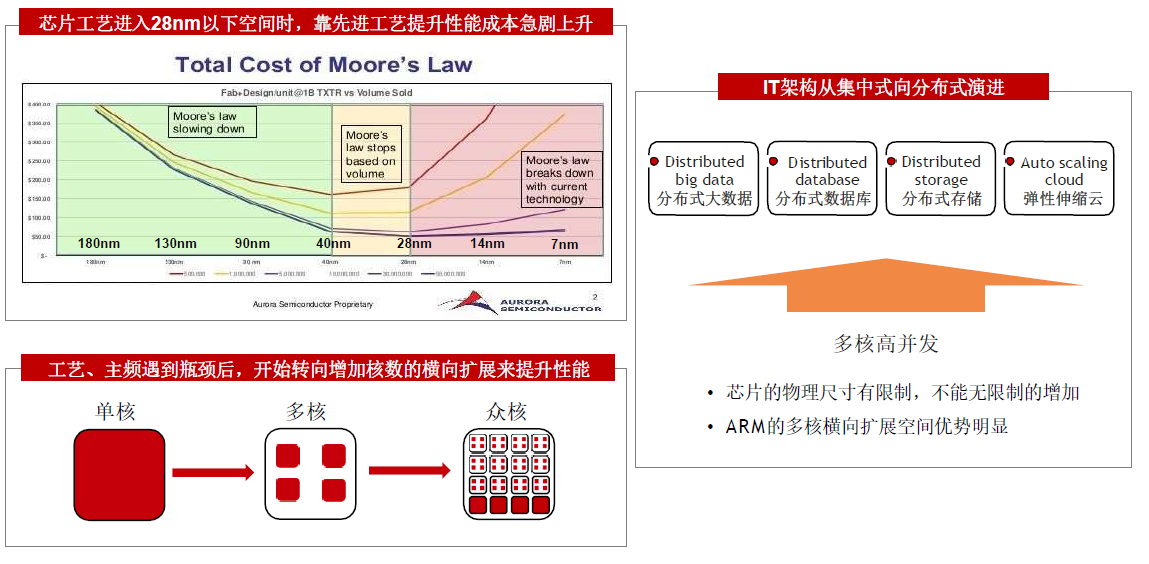 芯片工艺进入28nm以下空间时，靠先进工艺提升性能成本急剧上升
Total Cost of Moore's Law
Fab+Design/unit@1B TXTR vs Volume Sold
$400.00
$350.00
$300.00
$250.00
$200.00
$150.00
$100.00
$50.00
$-
Moore's law
slowing down
Moore's
law stops
based on
volume
Moore's law
breaks down
with current
technology
180nm 130nm 90nm 40nm 28nm 14nm 7nm
180nm 130nm 90 nm 40nm 28nm 14nm 7nm
500,000 1,000,000 5,000,000 10,000,000 30,000,000 50,000,000
Aurora Semiconductor Proprietary
AURORA
SEMICONDUCTOR
2
工艺、主频遇到瓶颈后，开始转向增加核数的横向扩展来提升性能
单核 多核 众核
IT架构从集中式向分布式演进
Distributed
big data
分布式大数据
Distributed
database
分布式数据库
Distributed
storage
分布式存储
Auto scaling
cloud
弹性伸缩云
多核高并发
• 芯片的物理尺寸有限制，不能无限制的增加
• ARM的多核横向扩展空间优势明显